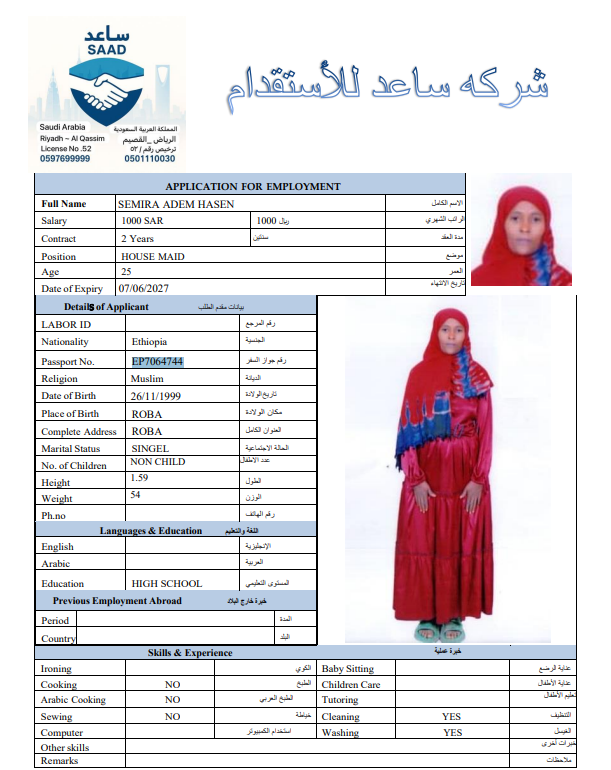 ساعد
SAAD
Saudi Arabia المملكة العربية السعودية
Riyadh ~ Al Qassim الرياض _القصيم
License No .52 ترخيص رقم/ ٥٢
0597699999 0501110030
شركه ساعد للأستقدام
APPLICATION FOR EMPLOYMENT
Full Name SEMIRA ADEM HASEN الاسم الكامل
Salary 1000 SAR 1000 ريال الراتب الشهري
Contract 2 Years سنتين مدة العقد
Position HOUSE MAID موضع
Age 25 العمر
Date of Expiry 07/06/2027 تاريخ الانتهاء
Details of Applicant بيانات مقدم الطلب
LABOR ID رقم المرجع
Nationality Ethiopia الجنسية
Passport No. EP7064744 رقم جواز السفر
Religion Muslim الديانة
Date of Birth 26/11/1999 تاريخ الولادة
Place of Birth ROBA مكان الولادة
Complete Address ROBA العنوان الكامل
Marital Status SINGEL الحالة الاجتماعية
No. of Children NON CHILD عدد الاطفال
Height 1.59 الطول
Weight 54 الوزن
Ph.no رقم الهاتف
Languages & Education اللغة والتعليم
English الإنجليزية
Arabic العربية
Education HIGH SCHOOL المستوى التعليمي
Previous Employment Abroad خبرة خارج البلاد
Period المدة
Country البلد
Skills & Experience خبرة عملية
Ironing الكوي Baby Sitting عناية الرضع
Cooking NO الطبخ Children Care عناية الأطفال
Arabic Cooking NO الطبخ العربي Tutoring تعليم الأطفال
Sewing NO خياطة Cleaning YES التنظيف
Computer استخدام الكمبيوتر Washing YES الغسيل
Other skills خبرات أخرى
Remarks ملاحظات